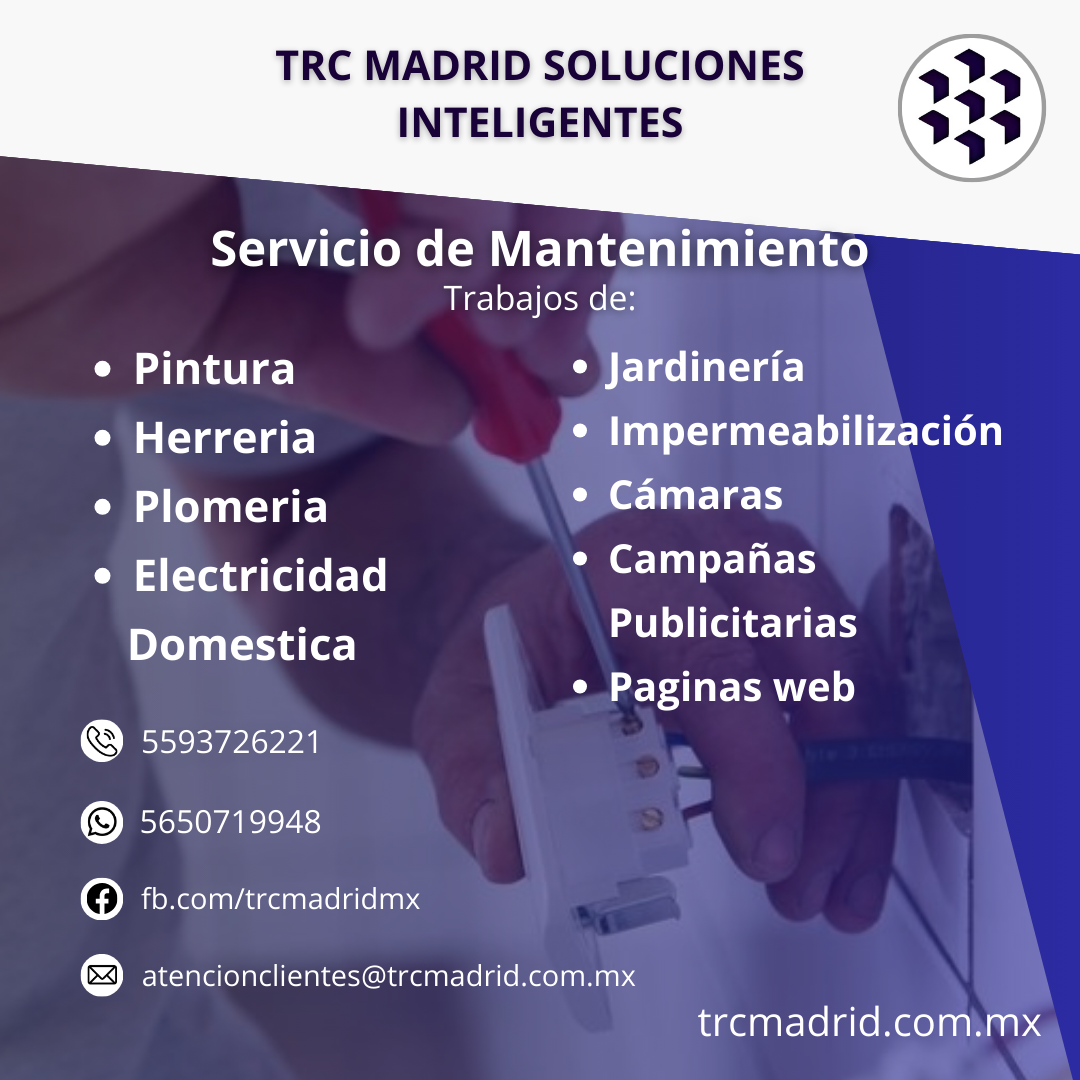 TRC MADRID SOLUCIONES
INTELIGENTES
Servicio de Mantenimiento
Trabajos de:
Pintura
Herreria
Plomeria
Electricidad
Domestica
Jardinería
Impermeabilización
Cámaras
Campañas
Publicitarias
Paginas web
5593726221
5650719948
fb.com/trcmadridmx
atencionclientes@trcmadrid.com.mx
trcmadrid.com.mx